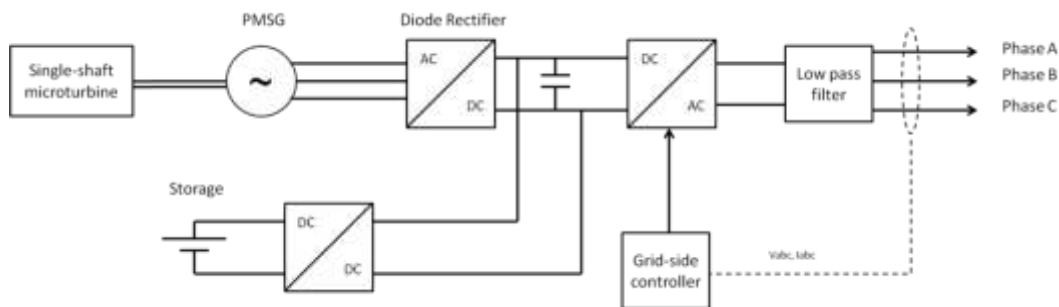 PMSG
Diode Rectifier
Single-shaft
microturbine
~
AC
DC
DC
AC
Low pass
filter
Phase A
Phase B
Phase C
Storage
DC
DC
Grid-side
controller
Vabc, Iabc